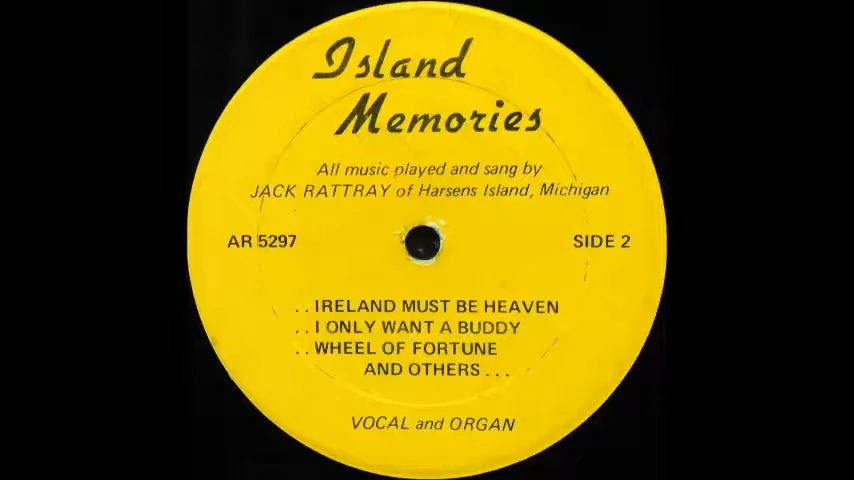 Island
Memories
All music played and sang by
JACK RATTRAY of Harsens Island, Michigan
AR 5297
SIDE 2
..IRELAND MUST BE HEAVEN
..I ONLY WANT A BUDDY
..WHEEL OF FORTUNE
AND OTHERS...
VOCAL and ORGAN